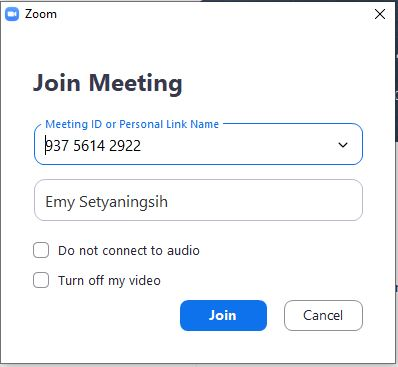 Zoom
Join Meeting
Meeting ID or Personal Link Name
937 5614 2922
Emy Setyaningsih
Do not connect to audio
Turn off my video
Join Cancel